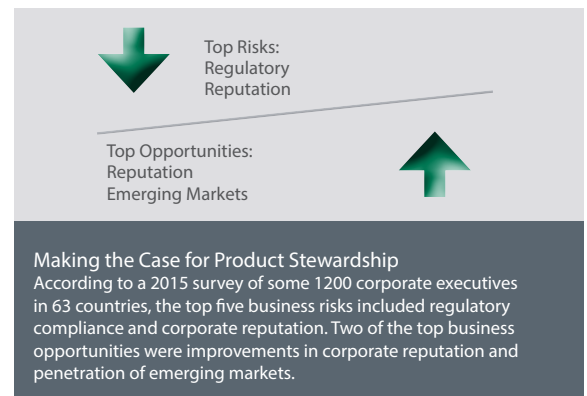 Top Risks:
Regulatory
Reputation
Top Opportunities:
Reputation
Emerging Markets
Making the Case for Product Stewardship
According to a 2015 survey of some 1200 corporate executives
in 63 countries, the top five business risks included regulatory
compliance and corporate reputation. Two of the top business
opportunities were improvements in corporate reputation and
penetration of emerging markets.